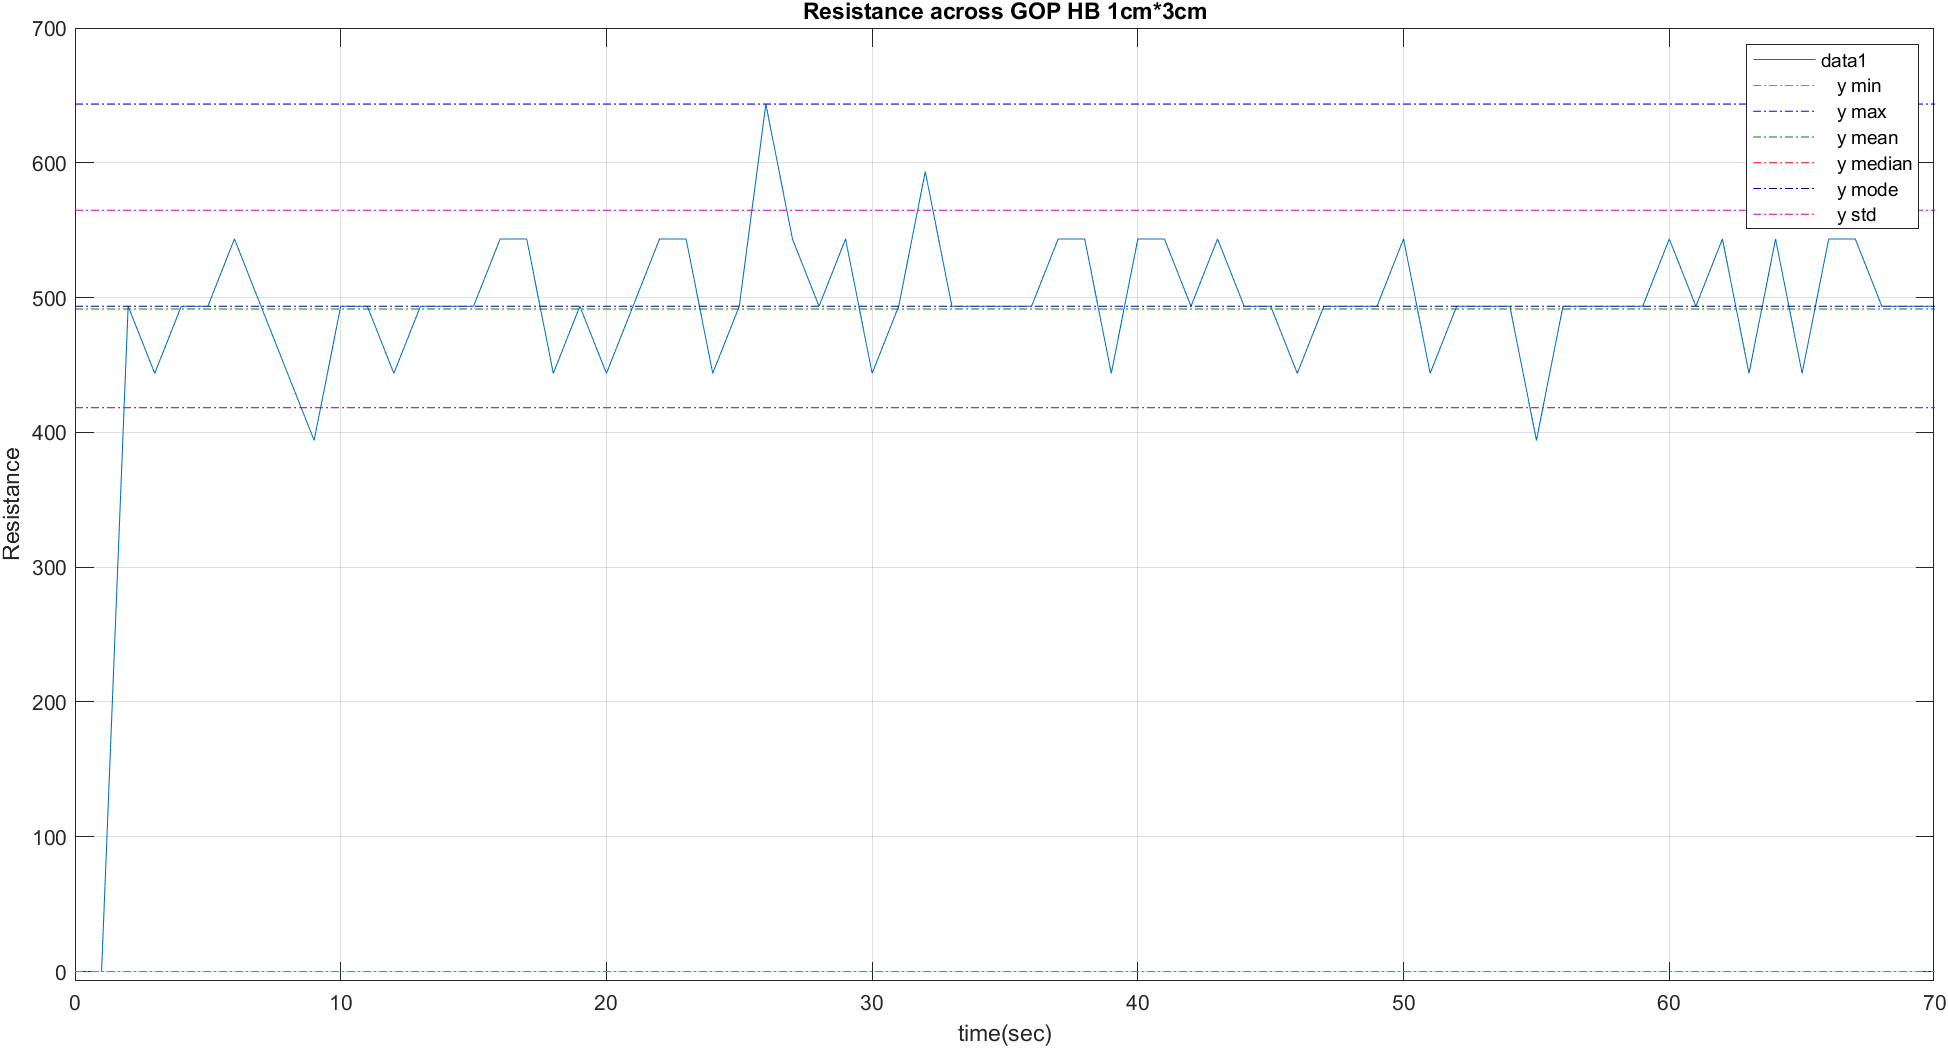 Resistance across GOP HB 1cm*3cm
700
600
500
400
300
200
100
0
Resistance
data1
y min
y max
y mean
y median
y mode
y std
0 10 20 30 40 50 60 70
time(sec)